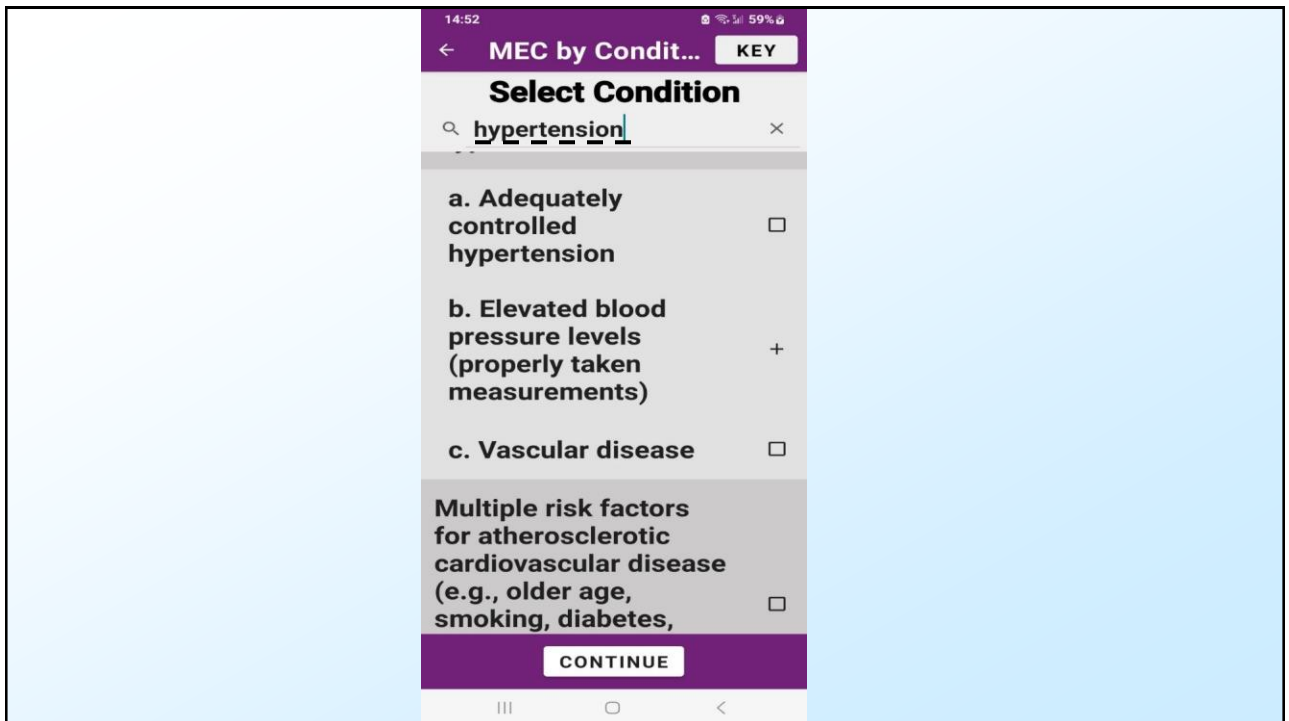 14:52 59%
MEC by Condit... KEY
Select Condition
hypertension
a. Adequately
controlled
hypertension
b. Elevated blood
pressure levels
(properly taken
measurements)
c. Vascular disease
Multiple risk factors
for atherosclerotic
cardiovascular disease
(e.g., older age,
smoking, diabetes,
CONTINUE